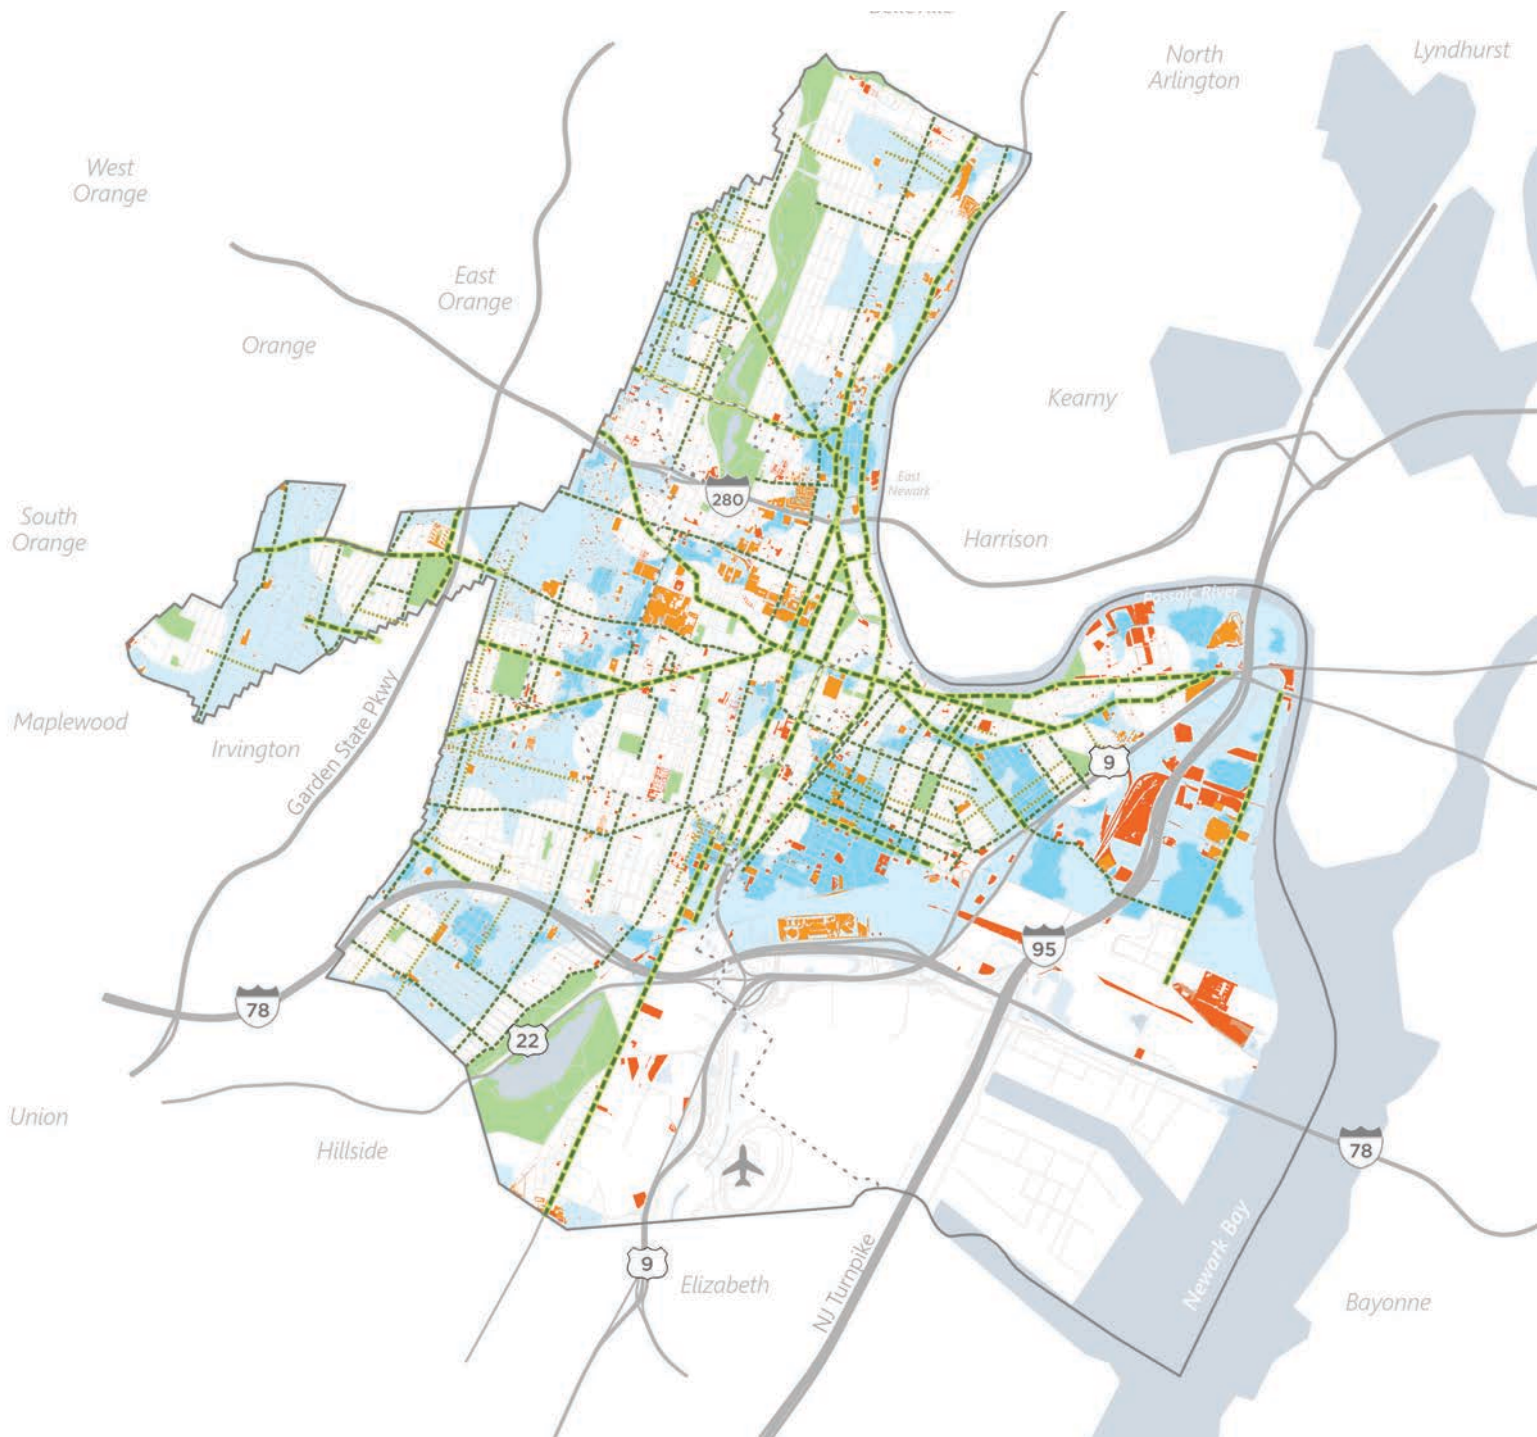 North
Arlington
Lyndhurst
West
Orange
East
Orange
Orange
Kearny
East
Newark
280
South
Orange
Harrison
Passaic River
Maplewood
Irvington
Garden State Pkwy
9
95
78
22
Union
Hillside
78
NJ Turnpike
Newark Bay
9
Elizabeth
Bayonne